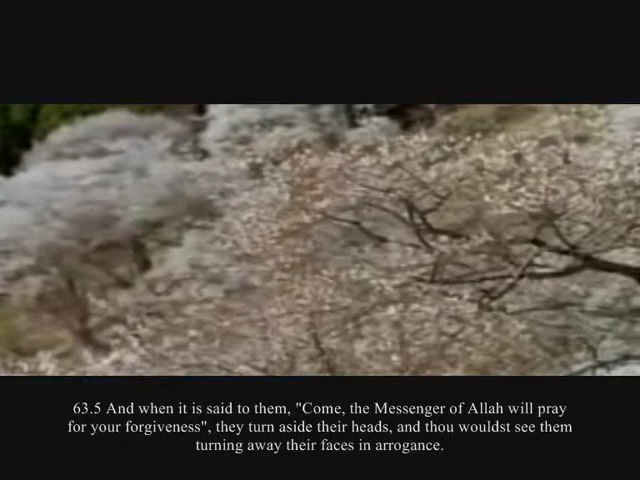 63.5 And when it is said to them, "Come, the Messenger of Allah will pray
for your forgiveness", they turn aside their heads, and thou wouldst see them
turning away their faces in arrogance.